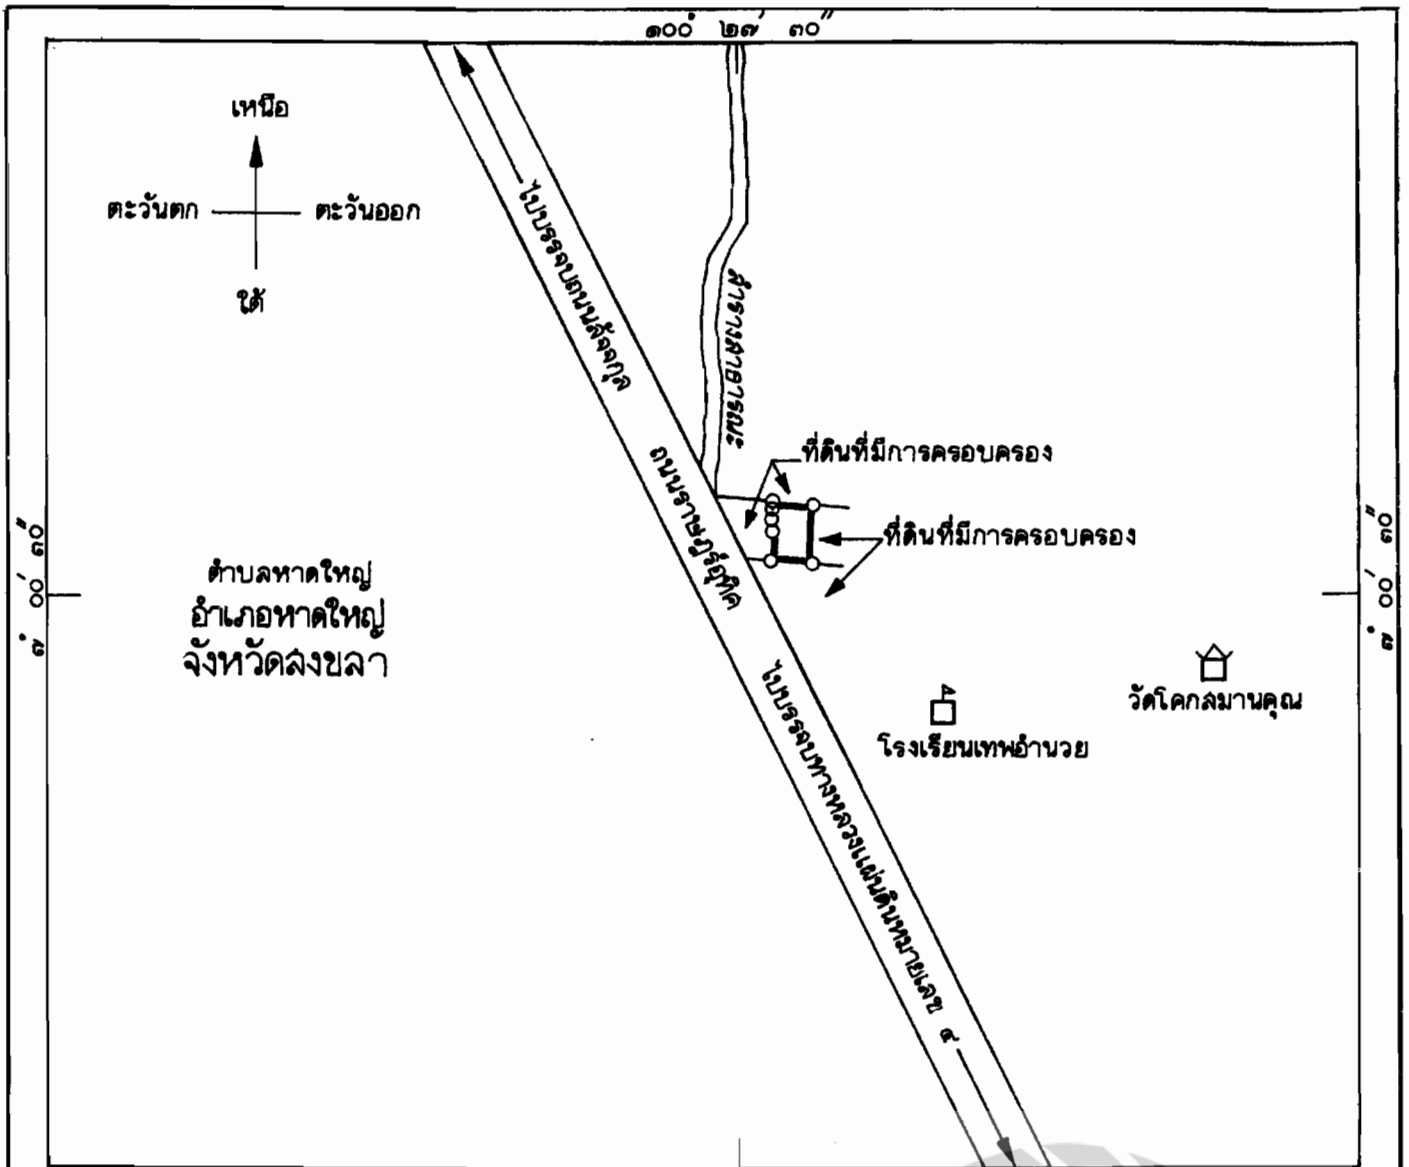 ๑๐๐° ๒๗' ๓๐"
เหนือ
ตะวันตก
ตะวันออก
ใต้
ไปบรรจบถนนสัจจกุล
ลำรางสาธารณะ
ที่ดินที่มีการครอบครอง
ถนนราษฎร์อุทิศ
ที่ดินที่มีการครอบครอง
๗° ๐๐' ๓๐"
๗° ๐๐' ๓๐"
ตำบลหาดใหญ่
อำเภอหาดใหญ่
จังหวัดสงขลา
วัดโคกสมานคุณ
โรงเรียนเทพอำนวย
ไปบรรจบทางหลวงแผ่นดินหมายเลข ๔